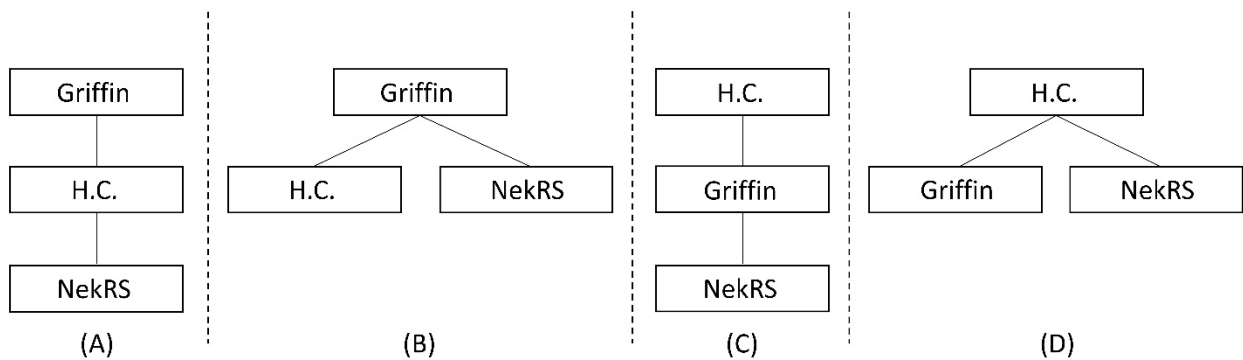 Griffin
H.C.
NekRS
(A)
Griffin
H.C. NekRS
(B)
H.C.
Griffin
NekRS
(C)
H.C.
Griffin NekRS
(D)